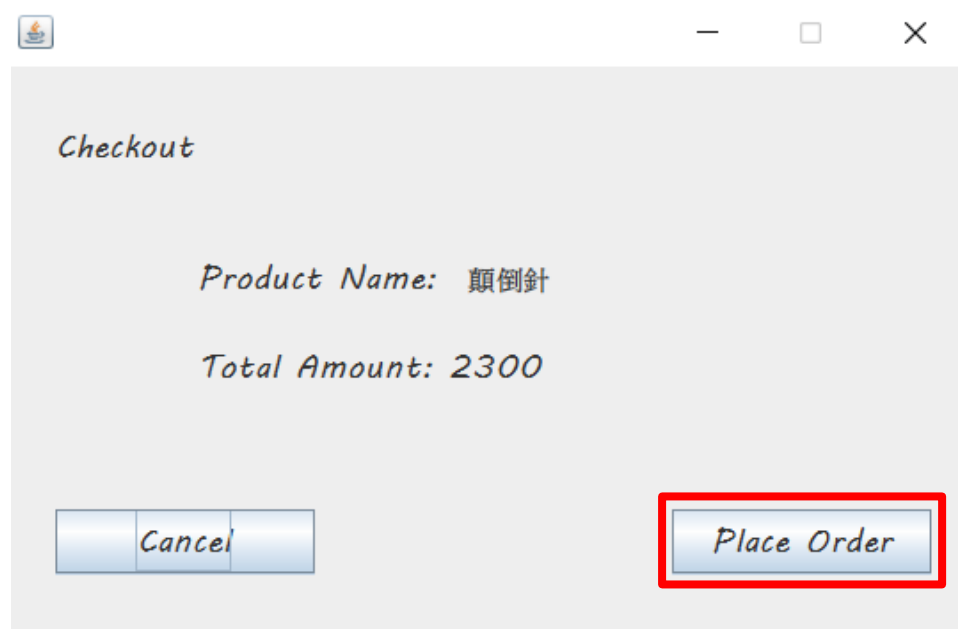 Checkout
Product Name: 顛倒針
Total Amount: 2300
Cancel
Place Order